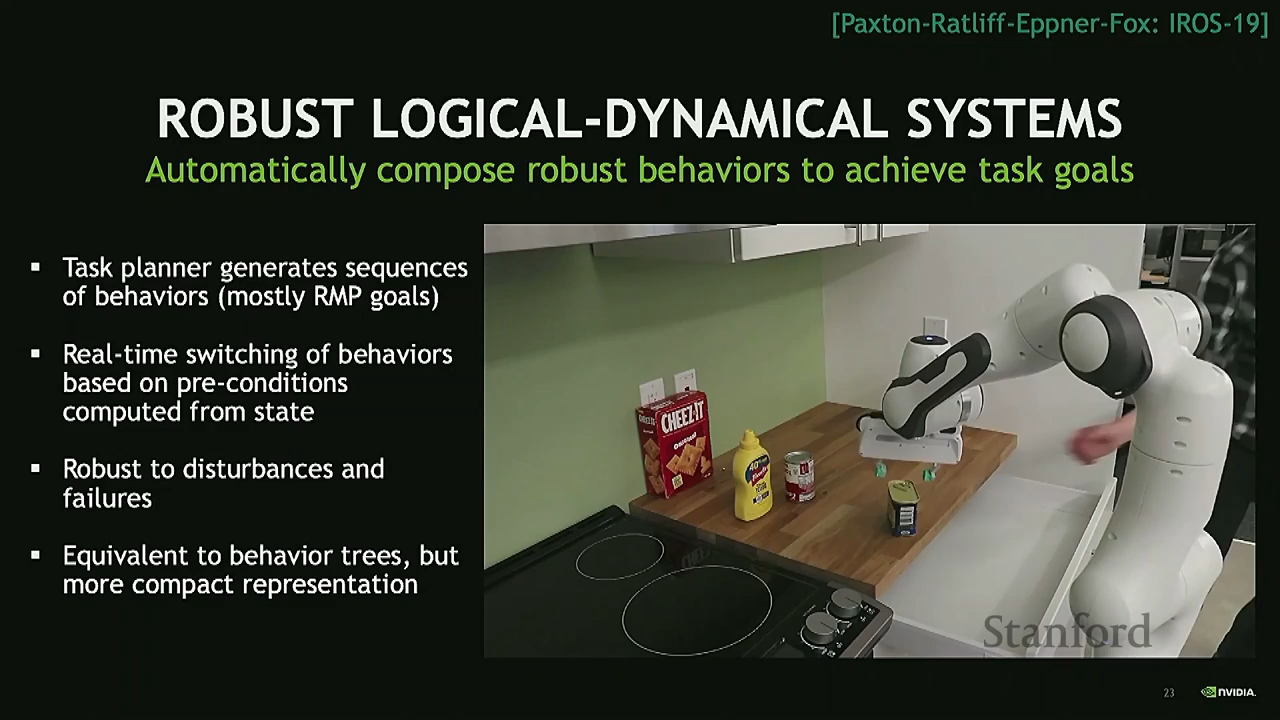 [Paxton-Ratliff-Eppner-Fox: IROS-19]
ROBUST LOGICAL-DYNAMICAL SYSTEMS
Automatically compose robust behaviors to achieve task goals
▪ Task planner generates sequences
of behaviors (mostly RMP goals)
▪ Real-time switching of behaviors
based on pre-conditions
computed from state
▪ Robust to disturbances and
failures
▪ Equivalent to behavior trees, but
more compact representation
CHEEZ-IT
ORIGINAL
Stanford
23
NVIDIA.